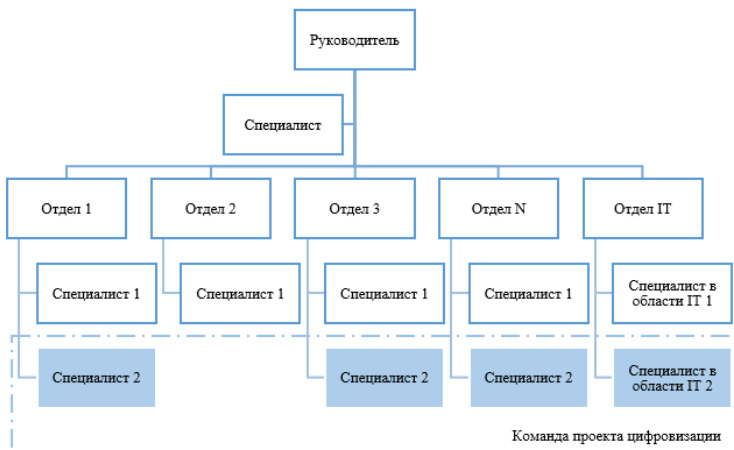 Руководитель
Специалист
Отдел 1
Отдел 2
Отдел 3
Отдел N
Отдел IT
Специалист 1
Специалист 1
Специалист 1
Специалист 1
Специалист в
области IT 1
Специалист 2
Специалист 2
Специалист 2
Специалист в
области IT 2
Команда проекта цифровизации